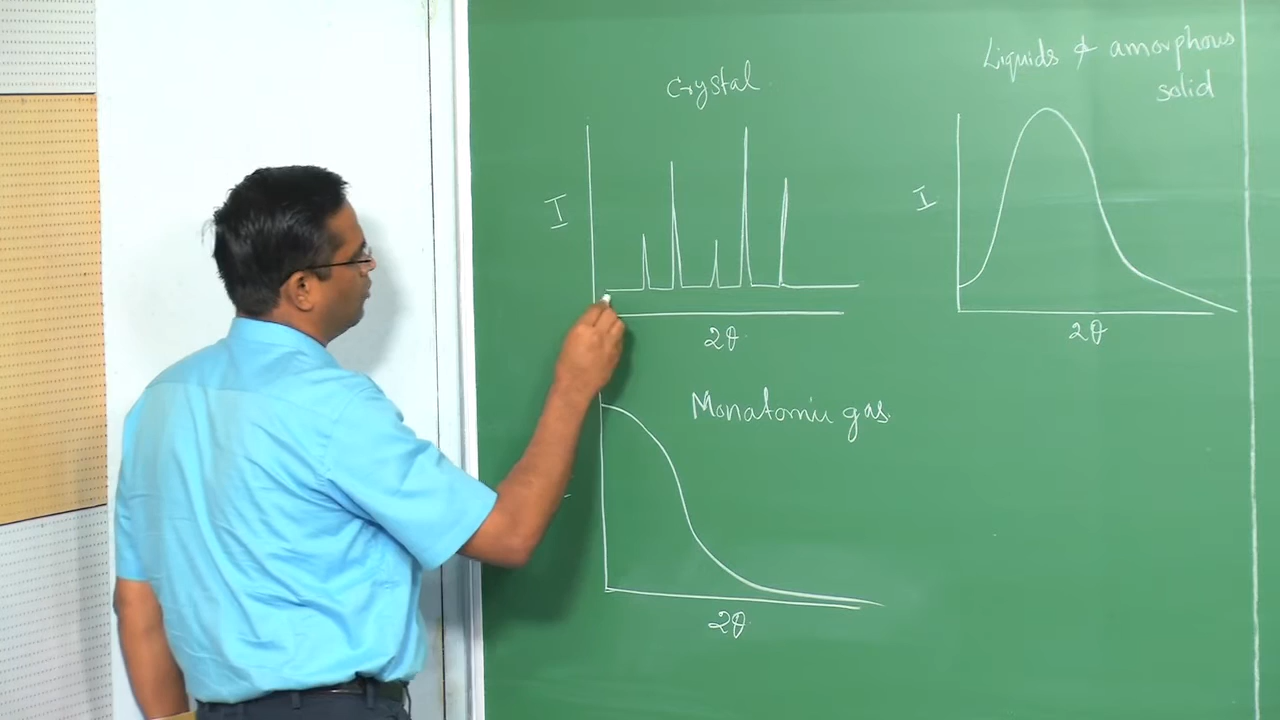 Crystal
I
2θ
Liquids & amorphous
solid
I
2θ
Monatomic gas
2θ